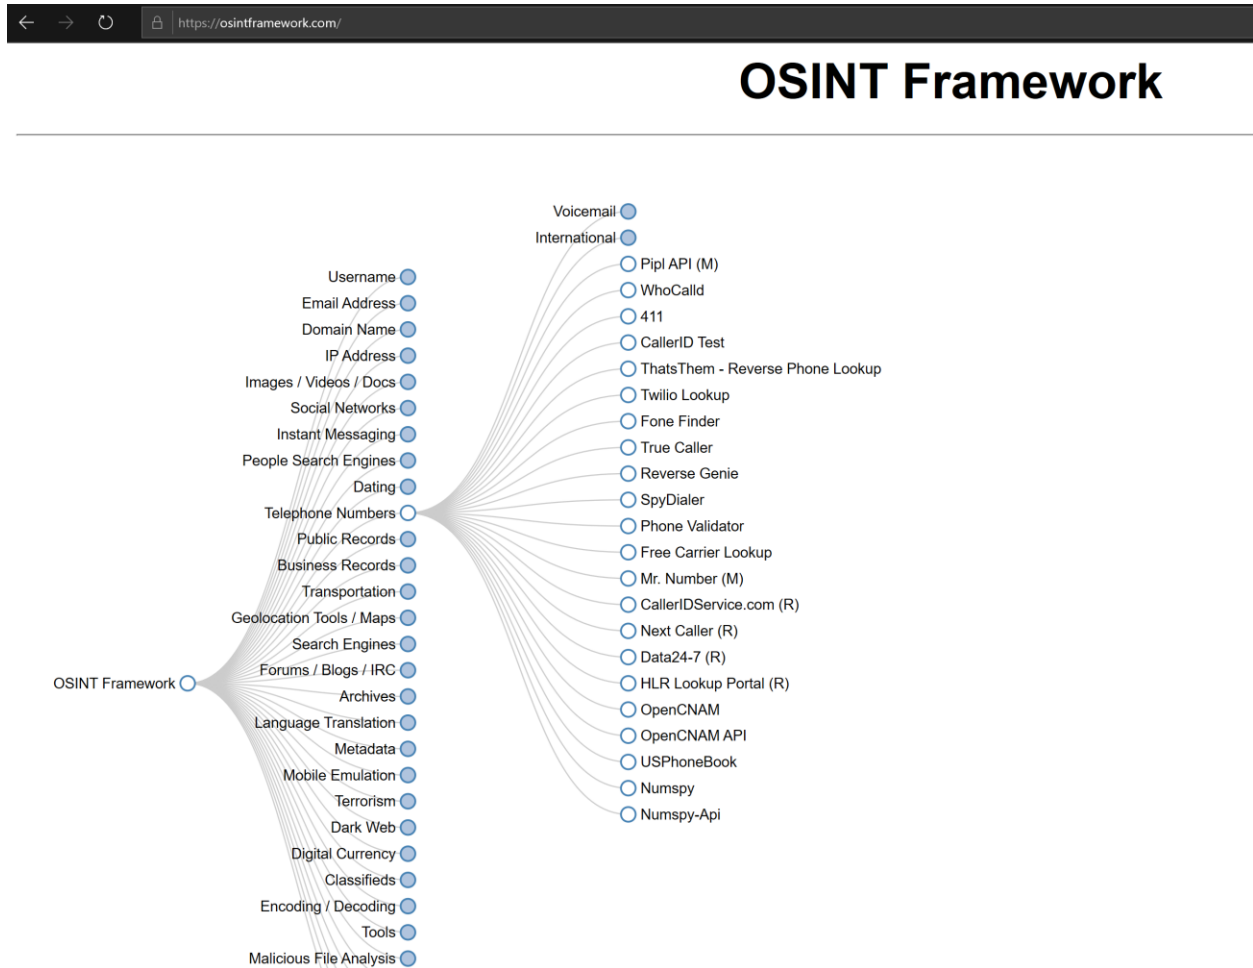 https://osintframework.com/
OSINT Framework
OSINT Framework
Username
Email Address
Domain Name
IP Address
Images / Videos / Docs
Social Networks
Instant Messaging
People Search Engines
Dating
Telephone Numbers
Public Records
Business Records
Transportation
Geolocation Tools / Maps
Search Engines
Forums / Blogs / IRC
Archives
Language Translation
Metadata
Mobile Emulation
Terrorism
Dark Web
Digital Currency
Classifieds
Encoding / Decoding
Tools
Malicious File Analysis
Voicemail
International
Pipl API (M)
WhoCalld
411
CallerID Test
ThatsThem - Reverse Phone Lookup
Twilio Lookup
Fone Finder
True Caller
Reverse Genie
SpyDialer
Phone Validator
Free Carrier Lookup
Mr. Number (M)
CallerIDService.com (R)
Next Caller (R)
Data24-7 (R)
HLR Lookup Portal (R)
OpenCNAM
OpenCNAM API
USPhoneBook
Numspy
Numspy-Api